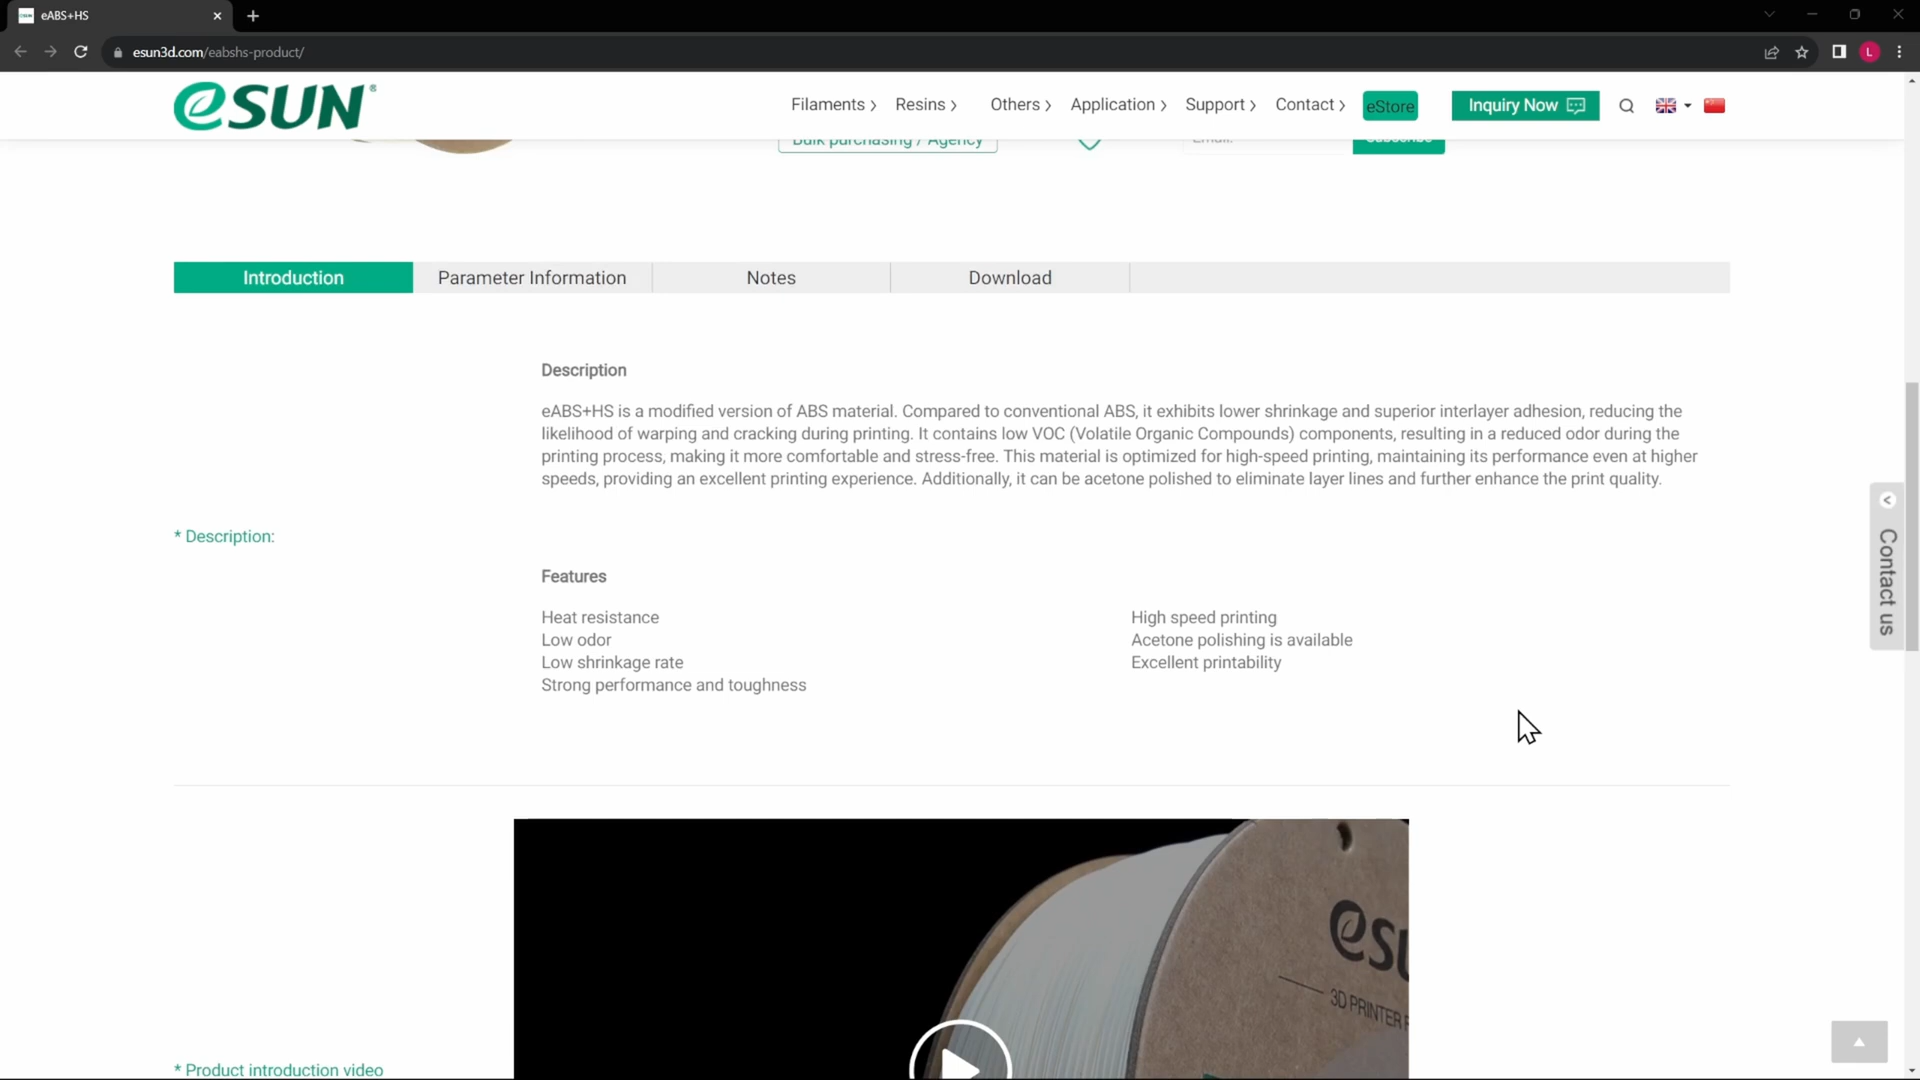 eABS+HS
esun3d.com/eabshs-product/
L
eSUN®
Filaments
Resins
Others
Application
Support
Contact
eStore
Inquiry Now
Bulk purchasing / Agency
Email:
Subscribe
Introduction
Parameter Information
Notes
Download
Description
eABS+HS is a modified version of ABS material. Compared to conventional ABS, it exhibits lower shrinkage and superior interlayer adhesion, reducing the
likelihood of warping and cracking during printing. It contains low VOC (Volatile Organic Compounds) components, resulting in a reduced odor during the
printing process, making it more comfortable and stress-free. This material is optimized for high-speed printing, maintaining its performance even at higher
speeds, providing an excellent printing experience. Additionally, it can be acetone polished to eliminate layer lines and further enhance the print quality.
* Description:
Features
Heat resistance
Low odor
Low shrinkage rate
Strong performance and toughness
High speed printing
Acetone polishing is available
Excellent printability
Contact us
eSU
3D PRINTER F
* Product introduction video